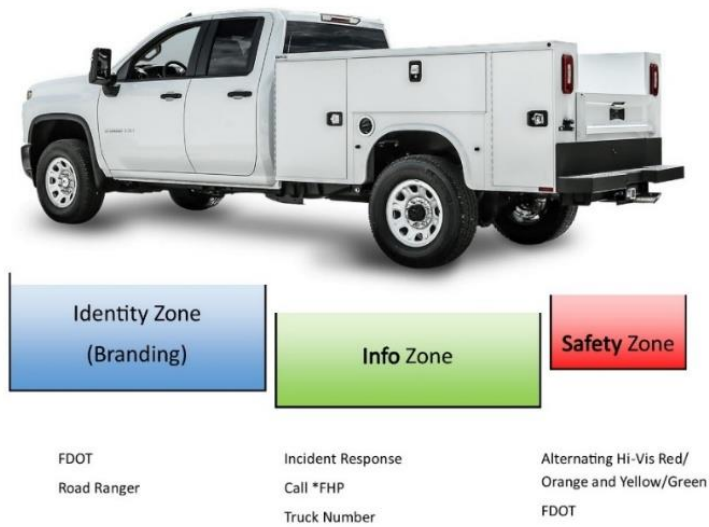 Identity Zone
(Branding)
Info Zone
Safety Zone
FDOT
Road Ranger
Incident Response
Call *FHP
Truck Number
Alternating Hi-Vis Red/
Orange and Yellow/Green
FDOT